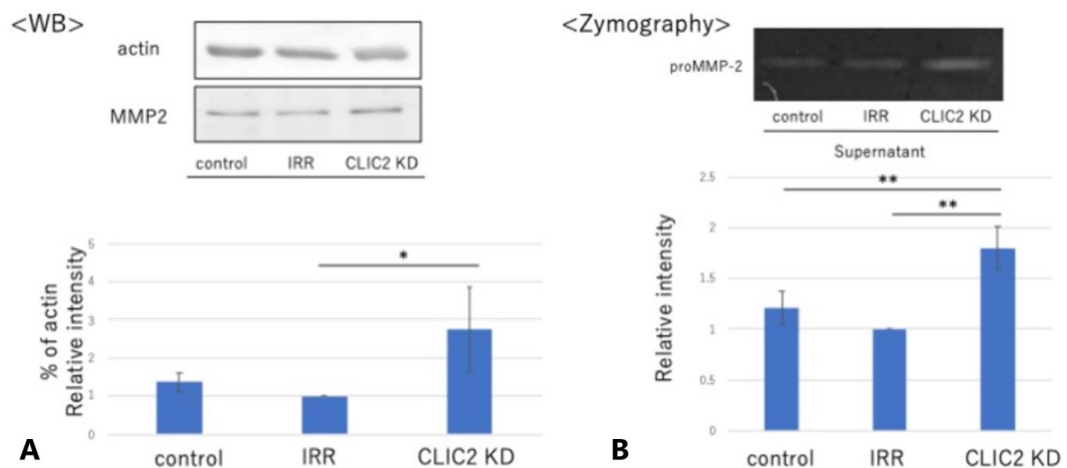 <WB>
actin
MMP2
control IRR CLIC2 KD
% of actin
Relative intensity
5
4
3
2
1
0
*
control IRR CLIC2 KD
A
<Zymography>
proMMP-2
control IRR CLIC2 KD
Supernatant
Relative intensity
2.5
2
1.5
1
0.5
0
**
**
control IRR CLIC2 KD
B